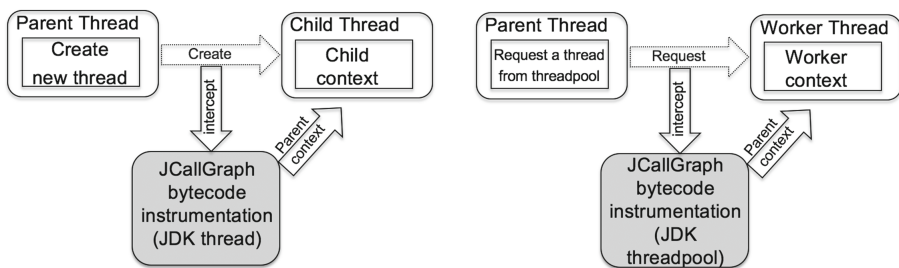 Parent Thread
Create
new thread
Create
Child Thread
Child
context
intercept
Parent
context
JCallGraph
bytecode
instrumentation
(JDK thread)
Parent Thread
Request a thread
from threadpool
Request
Worker Thread
Worker
context
intercept
Parent
context
JCallGraph
bytecode
instrumentation
(JDK
threadpool)